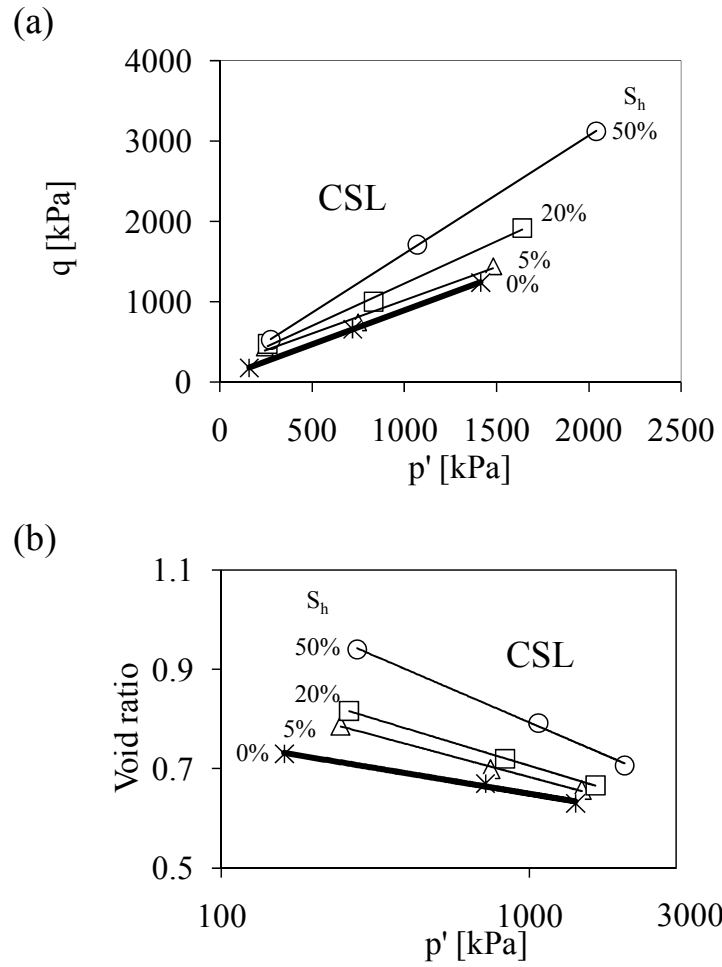 (a)
4000
3000
2000
1000
0
q [kPa]
S_h
50%
CSL
20%
5%
0%
0 500 1000 1500 2000 2500
p' [kPa]
(b)
1.1
0.9
0.7
0.5
Void ratio
S_h
50%
CSL
20%
5%
0%
100 1000 3000
p' [kPa]